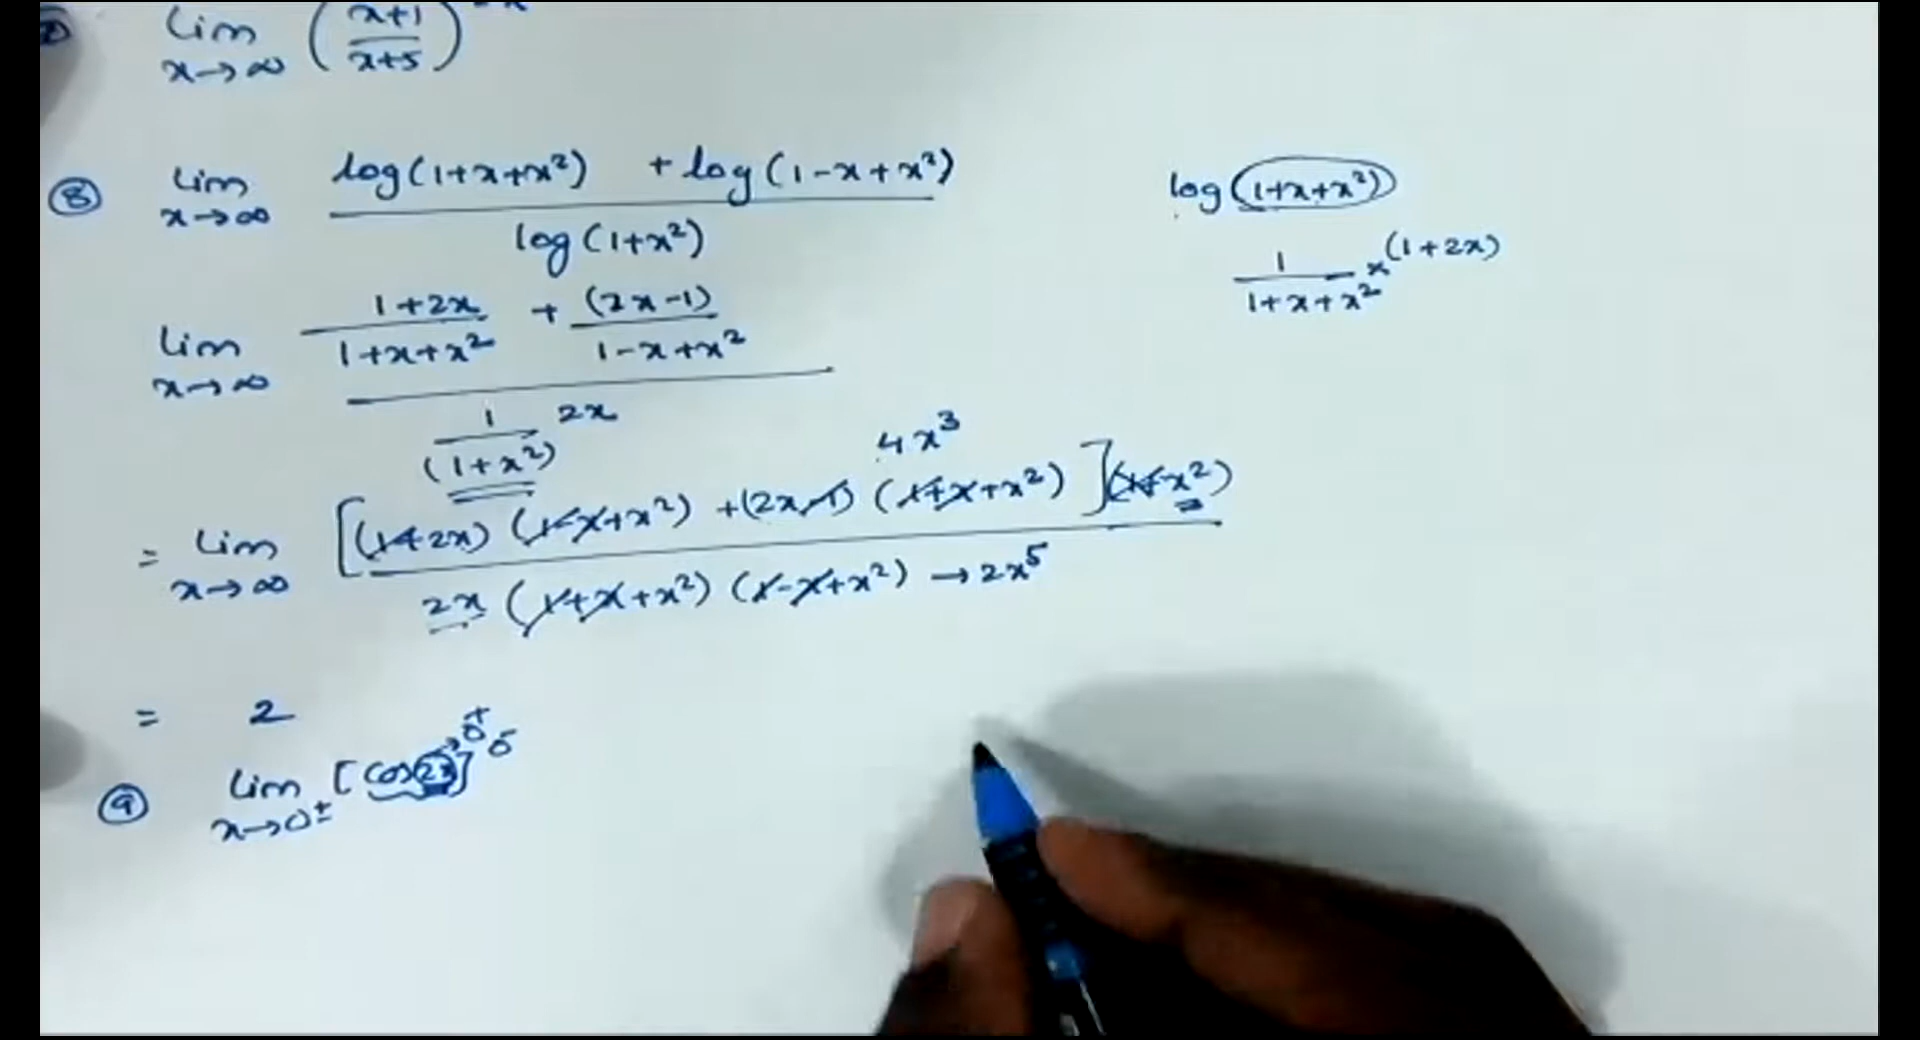 lim ( x+1 / x+5 )
x→∞
⑧ lim log(1+x+x²) + log(1-x+x²) / log(1+x²)
x→∞
log(1+x+x²)
1 / 1+x+x² × (1+2x)
lim 1+2x / 1+x+x² + (2x-1) / 1-x+x²
x→∞
1 / (1+x²) 2x
4x³
= lim [(1+2x) (1-x+x²) + (2x-1) (1+x+x²)] (1+x²)
x→∞ 2x (1+x+x²) (1-x+x²) → 2x⁵
= 2
⑨ lim [cos2x] → 0⁺ 0⁻
x→0±